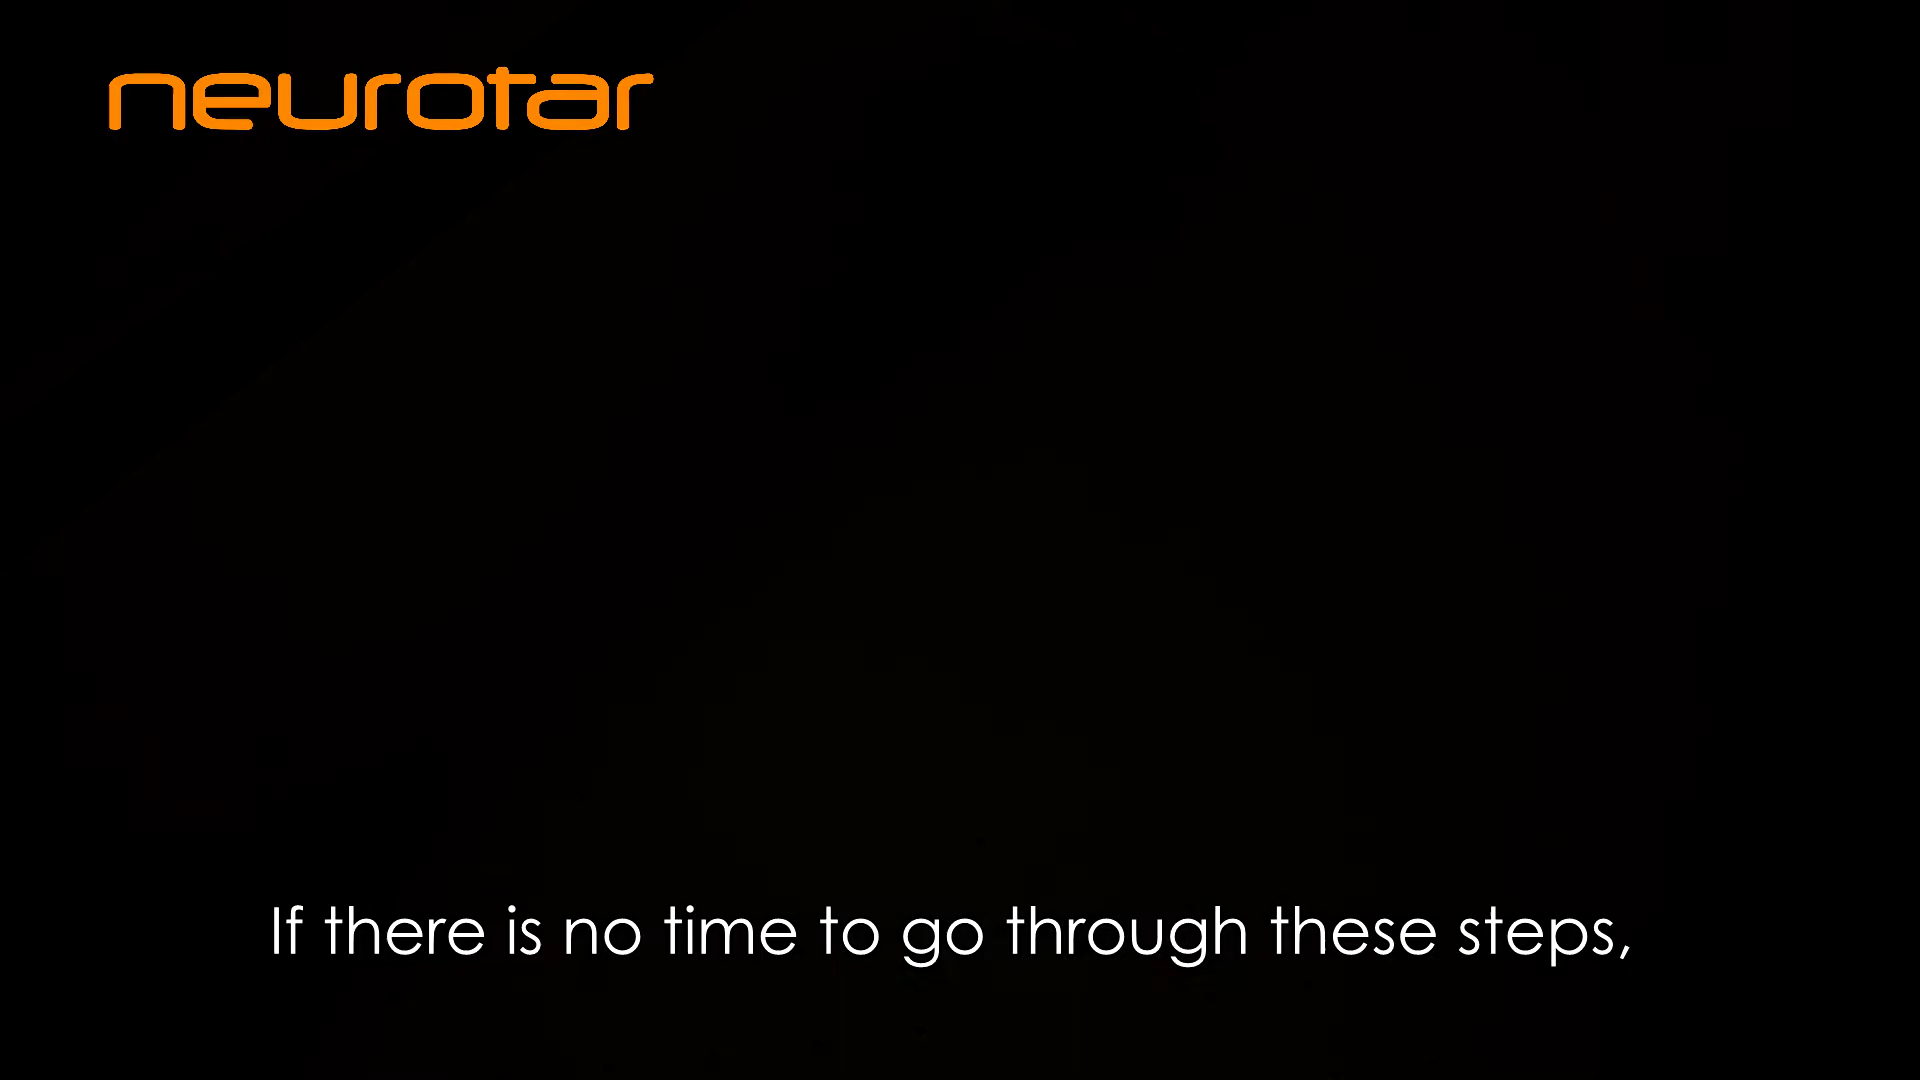 neurotar
If there is no time to go through these steps,